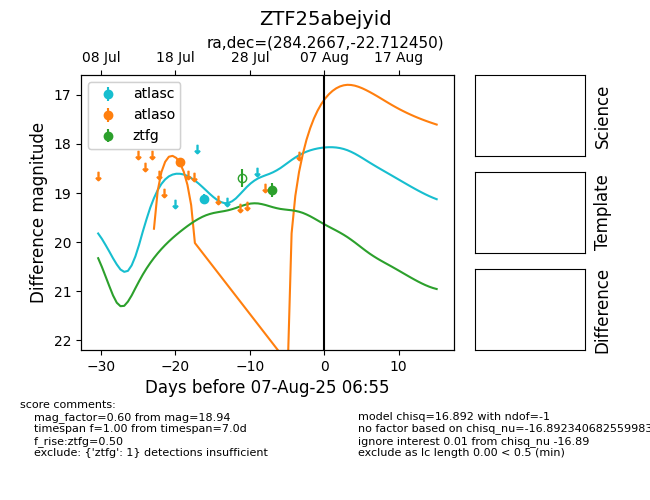 ZTF25abejyid
ra,dec=(284.2667,-22.712450)
08 Jul 18 Jul 28 Jul 07 Aug 17 Aug
atlasc
atlaso
ztfg
17
18
19
20
21
22
Difference magnitude
−30 −20 −10 0 10
Days before 07-Aug-25 06:55
Science
Template
Difference
score comments:
mag_factor=0.60 from mag=18.94
timespan f=1.00 from timespan=7.0d
f_rise:ztfg=0.50
exclude: {'ztfg': 1} detections insufficient
model chisq=16.892 with ndof=-1
no factor based on chisq_nu=-16.892340682559983
ignore interest 0.01 from chisq_nu -16.89
exclude as lc length 0.00 < 0.5 (min)